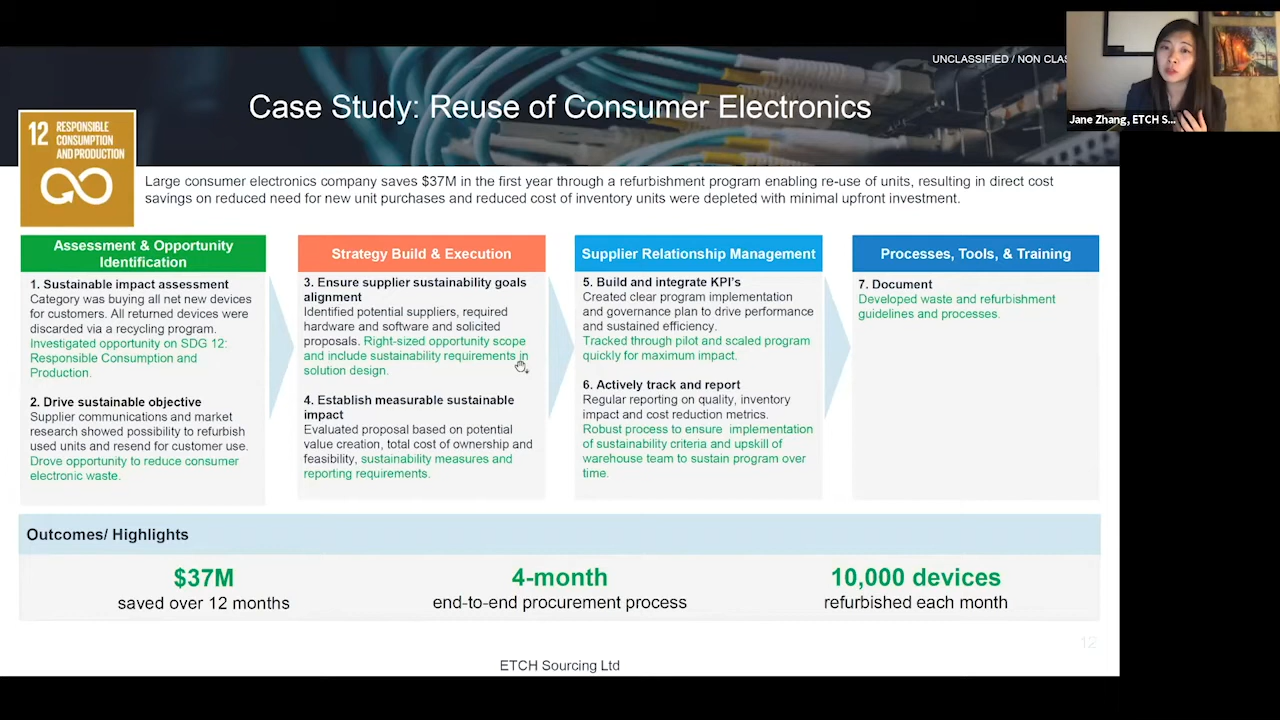 UNCLASSIFIED / NON CLAS
Case Study: Reuse of Consumer Electronics
Jane Zhang, ETCH S...
12 RESPONSIBLE
CONSUMPTION
AND PRODUCTION
Large consumer electronics company saves $37M in the first year through a refurbishment program enabling re-use of units, resulting in direct cost
savings on reduced need for new unit purchases and reduced cost of inventory units were depleted with minimal upfront investment.
Assessment & Opportunity
Identification
1. Sustainable impact assessment
Category was buying all net new devices
for customers. All returned devices were
discarded via a recycling program.
Investigated opportunity on SDG 12:
Responsible Consumption and
Production.
2. Drive sustainable objective
Supplier communications and market
research showed possibility to refurbish
used units and resend for customer use.
Drove opportunity to reduce consumer
electronic waste.
Strategy Build & Execution
3. Ensure supplier sustainability goals
alignment
Identified potential suppliers, required
hardware and software and solicited
proposals. Right-sized opportunity scope
and include sustainability requirements in
solution design.
4. Establish measurable sustainable
impact
Evaluated proposal based on potential
value creation, total cost of ownership and
feasibility, sustainability measures and
reporting requirements.
Supplier Relationship Management
5. Build and integrate KPI's
Created clear program implementation
and governance plan to drive performance
and sustained efficiency.
Tracked through pilot and scaled program
quickly for maximum impact.
6. Actively track and report
Regular reporting on quality, inventory
impact and cost reduction metrics.
Robust process to ensure implementation
of sustainability criteria and upskill of
warehouse team to sustain program over
time.
Processes, Tools, & Training
7. Document
Developed waste and refurbishment
guidelines and processes.
Outcomes/ Highlights
$37M
saved over 12 months
4-month
end-to-end procurement process
10,000 devices
refurbished each month
12
ETCH Sourcing Ltd